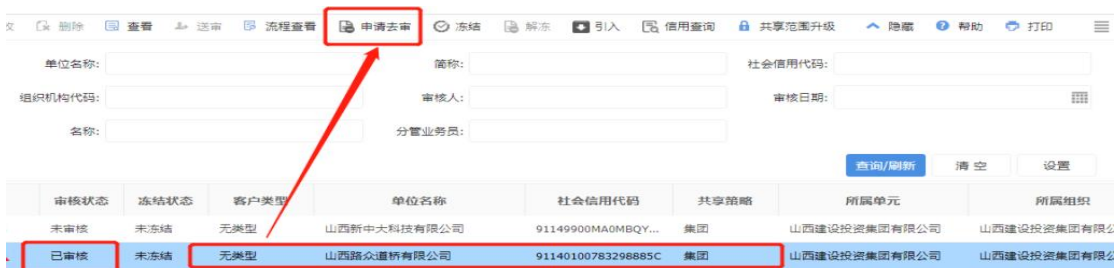 删除 查看 送审 流程查看 申请去审 冻结 解冻 引入 信用查询 共享范围升级 隐藏 帮助 打印
单位名称: 简称: 社会信用代码:
组织机构代码: 审核人: 审核日期:
名称: 分管业务员:
查询/刷新 清空 设置
审核状态 冻结状态 客户类型 单位名称 社会信用代码 共享策略 所属单元 所属组织
未审核 未冻结 无类型 山西新中大科技有限公司 91149900MA0MBQY... 集团 山西建设投资集团有限公司 山西建设投资集团有限公
已审核 未冻结 无类型 山西路众道桥有限公司 91140100783298885C 集团 山西建设投资集团有限公司 山西建设投资集团有限公